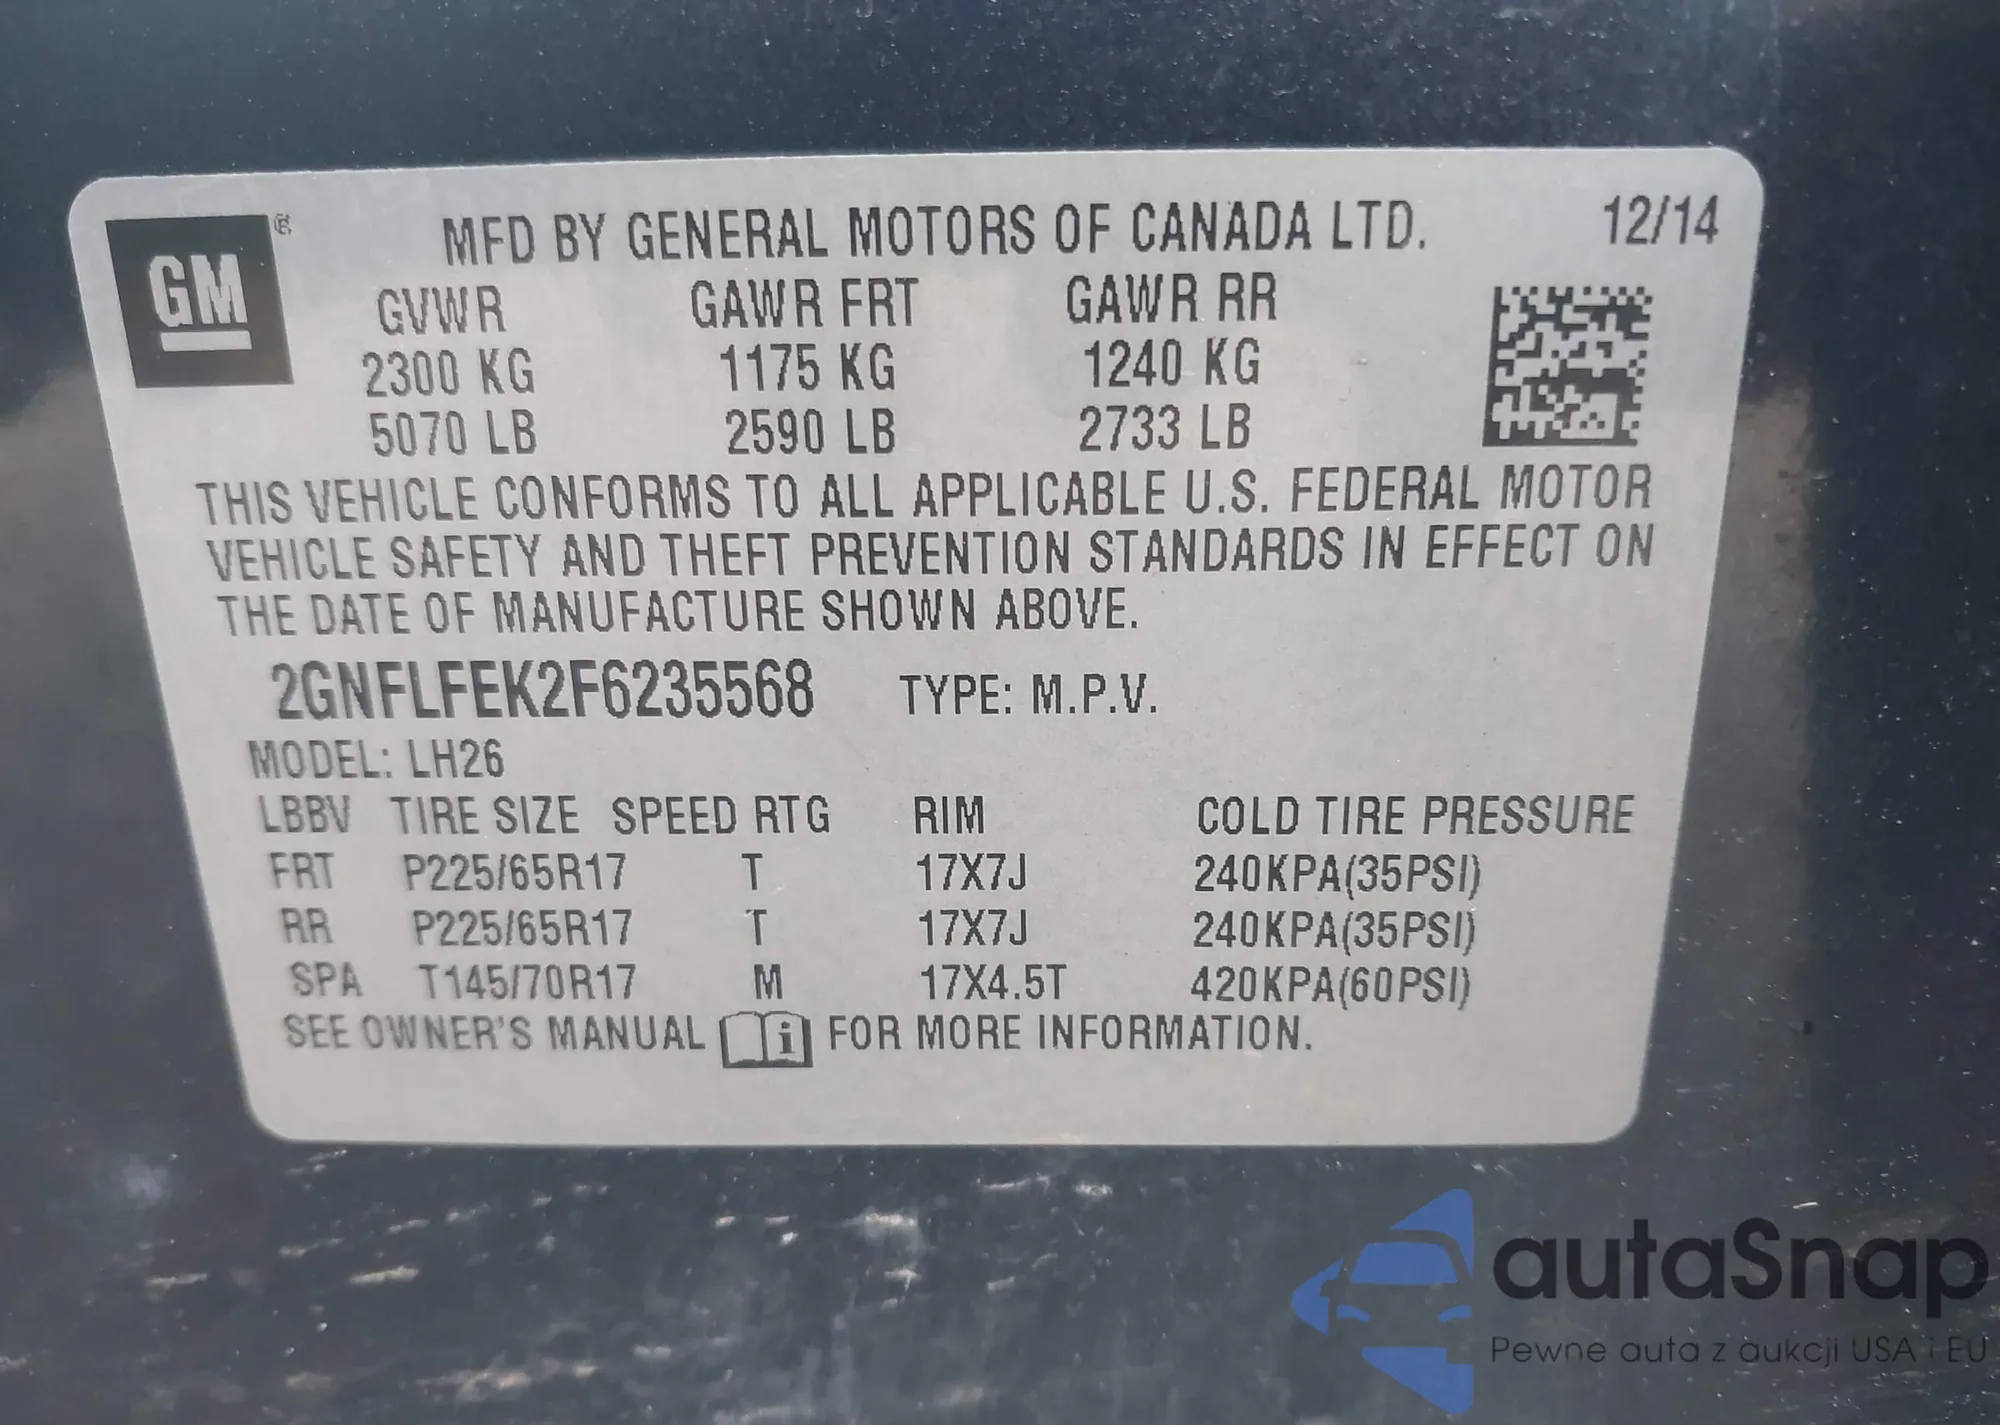 GM
MFD BY GENERAL MOTORS OF CANADA LTD. 12/14
GVWR GAWR FRT GAWR RR
2300 KG 1175 KG 1240 KG
5070 LB 2590 LB 2733 LB
THIS VEHICLE CONFORMS TO ALL APPLICABLE U.S. FEDERAL MOTOR
VEHICLE SAFETY AND THEFT PREVENTION STANDARDS IN EFFECT ON
THE DATE OF MANUFACTURE SHOWN ABOVE.
2GNFLFEK2F6235568 TYPE: M.P.V.
MODEL: LH26
LBBV TIRE SIZE SPEED RTG RIM COLD TIRE PRESSURE
FRT P225/65R17 T 17X7J 240KPA(35PSI)
RR P225/65R17 T 17X7J 240KPA(35PSI)
SPA T145/70R17 M 17X4.5T 420KPA(60PSI)
SEE OWNER'S MANUAL i FOR MORE INFORMATION.
autaSnap
Pewne auta z aukcji USA i EU